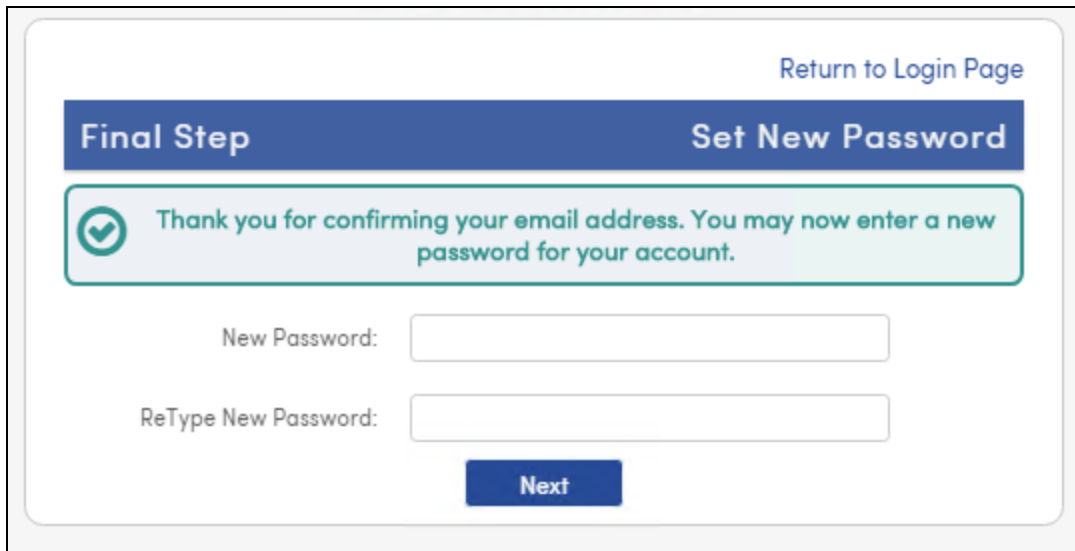 Return to Login Page
Final Step Set New Password
Thank you for confirming your email address. You may now enter a new
password for your account.
New Password:
ReType New Password:
Next